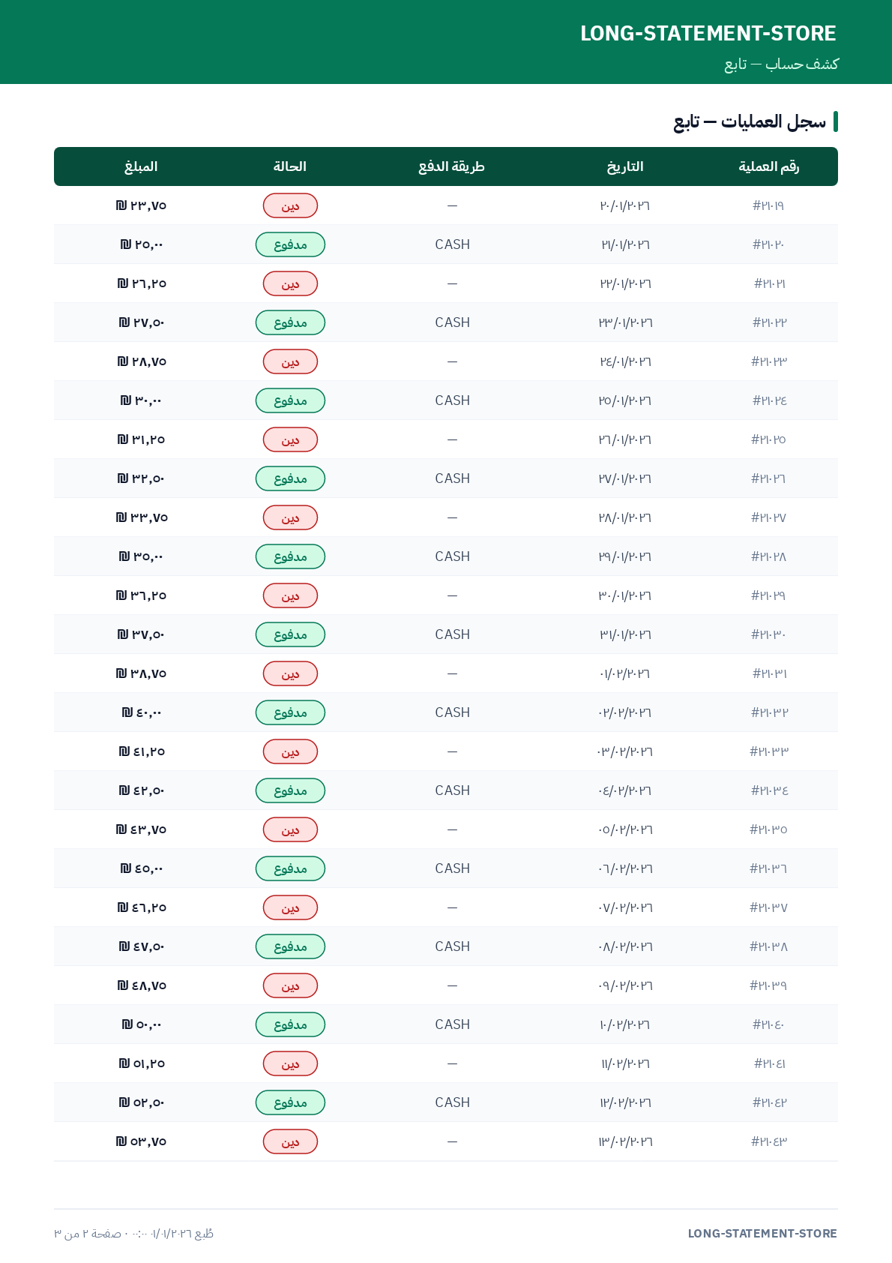 LONG-STATEMENT-STORE
كشف حساب — تابع
سجل العمليات — تابع
رقم العملية التاريخ طريقة الدفع الحالة المبلغ
#٢١٠١٩ ٢٠/٠١/٢٠٢٦ — دين ٢٣,٧٥ ₪
#٢١٠٢٠ ٢١/٠١/٢٠٢٦ CASH مدفوع ٢٥,٠٠ ₪
#٢١٠٢١ ٢٢/٠١/٢٠٢٦ — دين ٢٦,٢٥ ₪
#٢١٠٢٢ ٢٣/٠١/٢٠٢٦ CASH مدفوع ٢٧,٥٠ ₪
#٢١٠٢٣ ٢٤/٠١/٢٠٢٦ — دين ٢٨,٧٥ ₪
#٢١٠٢٤ ٢٥/٠١/٢٠٢٦ CASH مدفوع ٣٠,٠٠ ₪
#٢١٠٢٥ ٢٦/٠١/٢٠٢٦ — دين ٣١,٢٥ ₪
#٢١٠٢٦ ٢٧/٠١/٢٠٢٦ CASH مدفوع ٣٢,٥٠ ₪
#٢١٠٢٧ ٢٨/٠١/٢٠٢٦ — دين ٣٣,٧٥ ₪
#٢١٠٢٨ ٢٩/٠١/٢٠٢٦ CASH مدفوع ٣٥,٠٠ ₪
#٢١٠٢٩ ٣٠/٠١/٢٠٢٦ — دين ٣٦,٢٥ ₪
#٢١٠٣٠ ٣١/٠١/٢٠٢٦ CASH مدفوع ٣٧,٥٠ ₪
#٢١٠٣١ ٠١/٠٢/٢٠٢٦ — دين ٣٨,٧٥ ₪
#٢١٠٣٢ ٠٢/٠٢/٢٠٢٦ CASH مدفوع ٤٠,٠٠ ₪
#٢١٠٣٣ ٠٣/٠٢/٢٠٢٦ — دين ٤١,٢٥ ₪
#٢١٠٣٤ ٠٤/٠٢/٢٠٢٦ CASH مدفوع ٤٢,٥٠ ₪
#٢١٠٣٥ ٠٥/٠٢/٢٠٢٦ — دين ٤٣,٧٥ ₪
#٢١٠٣٦ ٠٦/٠٢/٢٠٢٦ CASH مدفوع ٤٥,٠٠ ₪
#٢١٠٣٧ ٠٧/٠٢/٢٠٢٦ — دين ٤٦,٢٥ ₪
#٢١٠٣٨ ٠٨/٠٢/٢٠٢٦ CASH مدفوع ٤٧,٥٠ ₪
#٢١٠٣٩ ٠٩/٠٢/٢٠٢٦ — دين ٤٨,٧٥ ₪
#٢١٠٤٠ ١٠/٠٢/٢٠٢٦ CASH مدفوع ٥٠,٠٠ ₪
#٢١٠٤١ ١١/٠٢/٢٠٢٦ — دين ٥١,٢٥ ₪
#٢١٠٤٢ ١٢/٠٢/٢٠٢٦ CASH مدفوع ٥٢,٥٠ ₪
#٢١٠٤٣ ١٣/٠٢/٢٠٢٦ — دين ٥٣,٧٥ ₪
LONG-STATEMENT-STORE طُبع ٠١/٠١/٢٠٢٦ ٠٠:٠٠ · صفحة ٢ من ٣